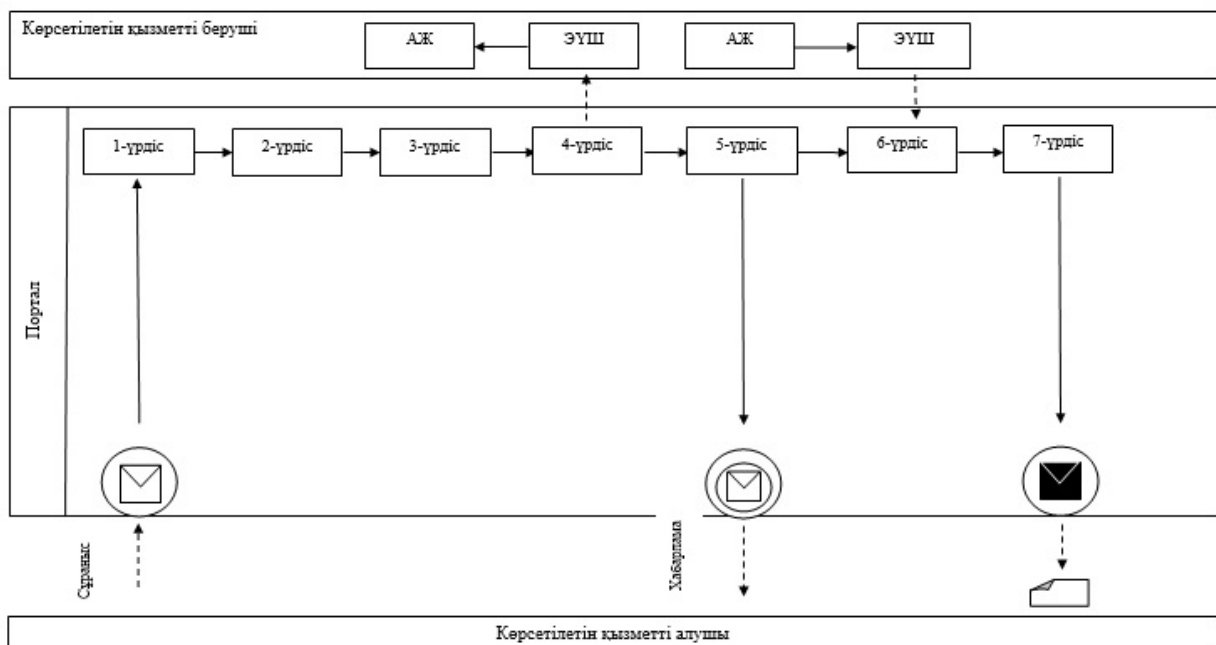 Көрсетілетін қызметті беруші
АЖ
ЭҮШ
АЖ
ЭҮШ
Портал
1-үрдіс
2-үрдіс
3-үрдіс
4-үрдіс
5-үрдіс
6-үрдіс
7-үрдіс
Сұраныс
Хабарлама
Көрсетілетін қызметті алушы